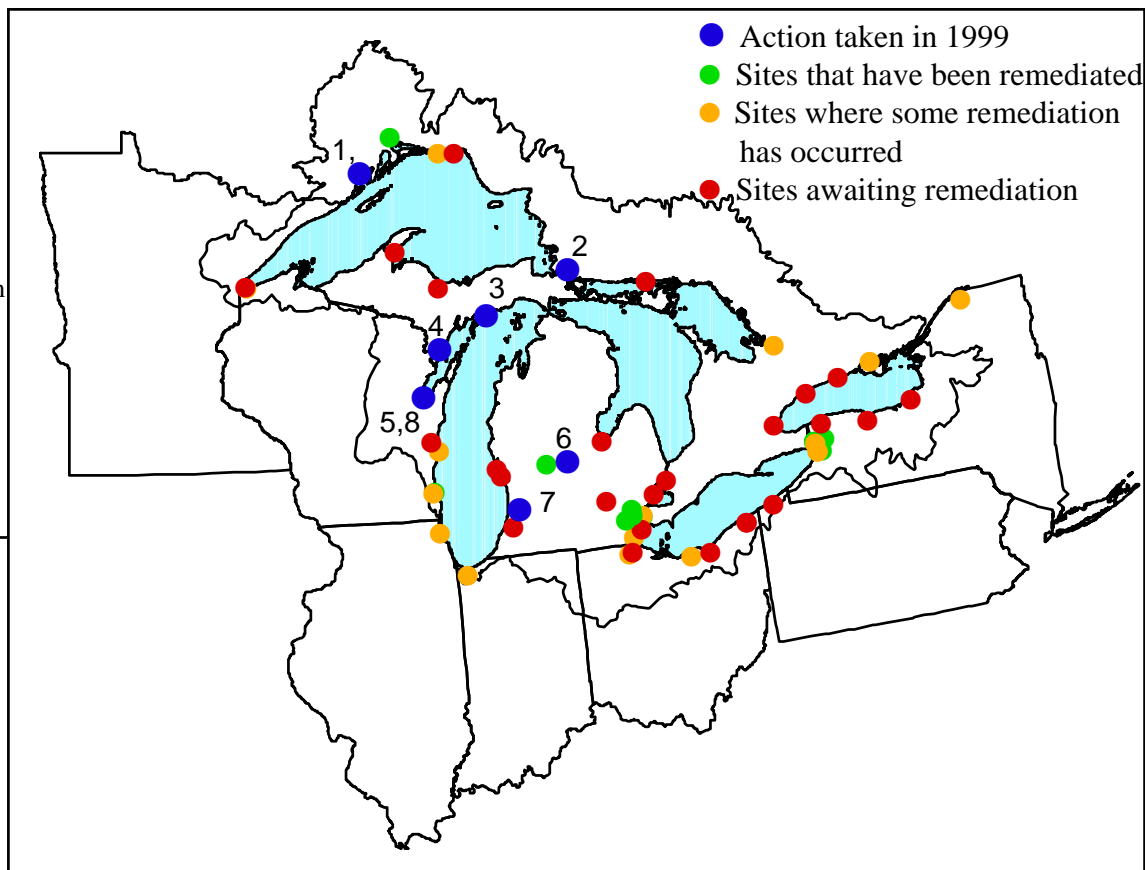 Action taken in 1999
Sites that have been remediated
Sites where some remediation
has occurred
Sites awaiting remediation
1,
2
3
4
5,8
6
7
n